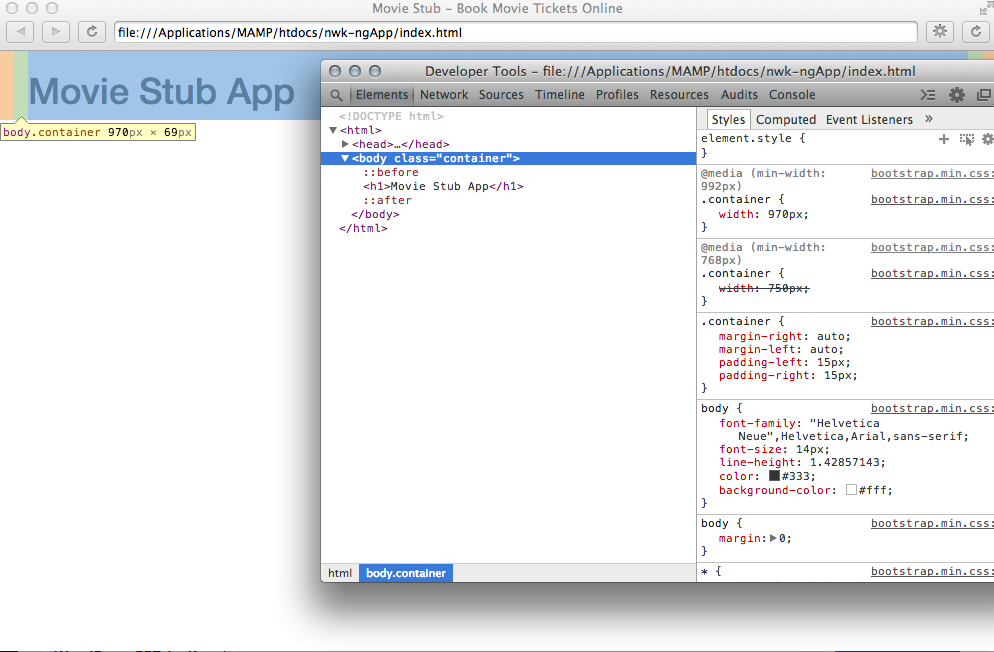 Movie Stub – Book Movie Tickets Online
file:///Applications/MAMP/htdocs/nwk-ngApp/index.html
Movie Stub App
body.container 970px × 69px
Developer Tools - file:///Applications/MAMP/htdocs/nwk-ngApp/index.html
Elements Network Sources Timeline Profiles Resources Audits Console
<!DOCTYPE html>
<html>
<head>…</head>
<body class="container">
::before
<h1>Movie Stub App</h1>
::after
</body>
</html>
html body.container
Styles Computed Event Listeners »
element.style {
}
@media (min-width: bootstrap.min.css:
992px)
.container { bootstrap.min.css:
width: 970px;
}
@media (min-width: bootstrap.min.css:
768px)
.container { bootstrap.min.css:
width: 750px;
}
.container { bootstrap.min.css:
margin-right: auto;
margin-left: auto;
padding-left: 15px;
padding-right: 15px;
}
body { bootstrap.min.css:
font-family: "Helvetica
Neue",Helvetica,Arial,sans-serif;
font-size: 14px;
line-height: 1.42857143;
color: #333;
background-color: #fff;
}
body { bootstrap.min.css:
margin: 0;
}
* { bootstrap.min.css: